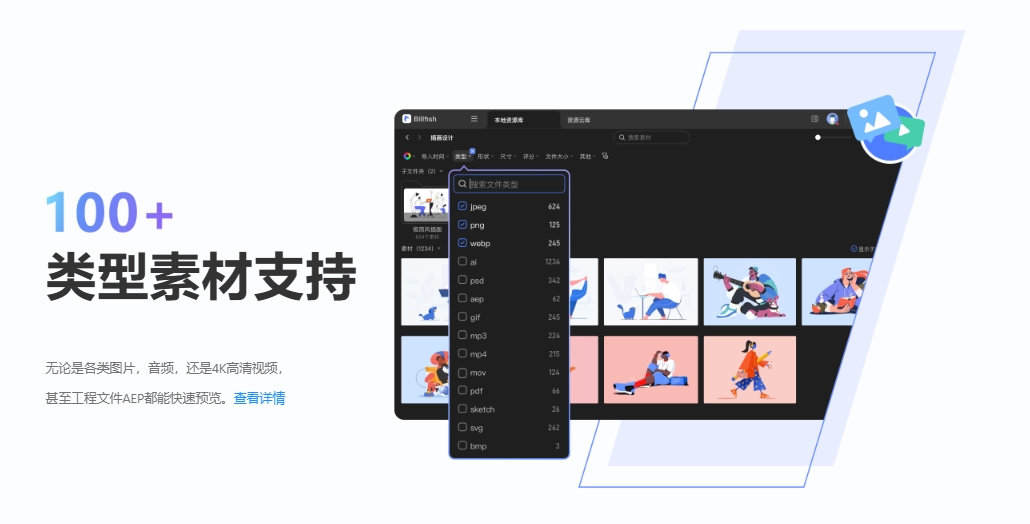 100+
类型素材支持
无论是各类图片，音频，还是4K高清视频，
甚至工程文件AEP都能快速预览。查看详情
Billfish
本地资源库
资源云库
插画设计
搜索素材
导入时间 类型 形状 尺寸 评分 文件大小 其他
子文件夹 (2)
极简风插画
素材 (1234)
显示子
搜索文件类型
jpeg 624
png 125
webp 245
ai 1234
psd 342
aep 62
gif 245
mp3 224
mp4 215
mov 124
pdf 66
sketch 26
svg 262
bmp 3